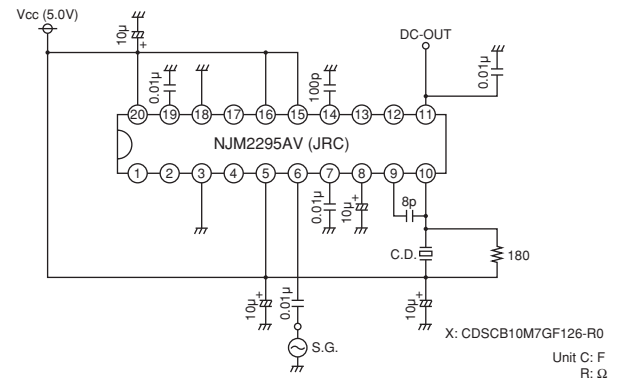 Vcc (5.0V)
10µ
+
DC-OUT
0.01µ
100p
0.01µ
20 19 18 17 16 15 14 13 12 11
NJM2295AV (JRC)
1 2 3 4 5 6 7 8 9 10
0.01µ
10µ
+
8p
C.D.
180
10µ
+
0.01µ
10µ
+
S.G.
X: CDSCB10M7GF126-R0
Unit C: F
R: Ω